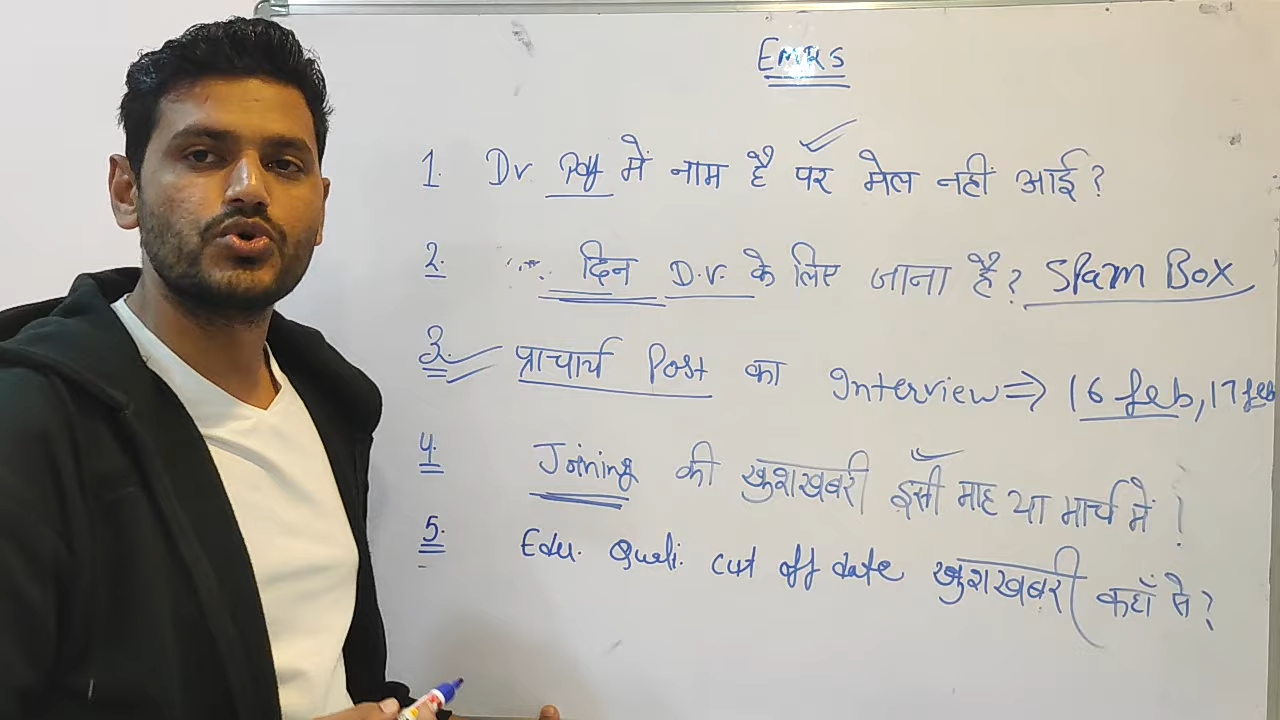 EMRS
1. Dv Pdf में नाम है पर मेल नहीं आई?
2. दिन D.V. के लिए जाना है? Spam Box
3. प्राचार्य Post का Interview ⇒ 16 feb, 17 feb
4. Joining की खुशखबरी इसी माह या मार्च में !
5. Edu. Quali. cut off date खुशखबरी कहाँ से?